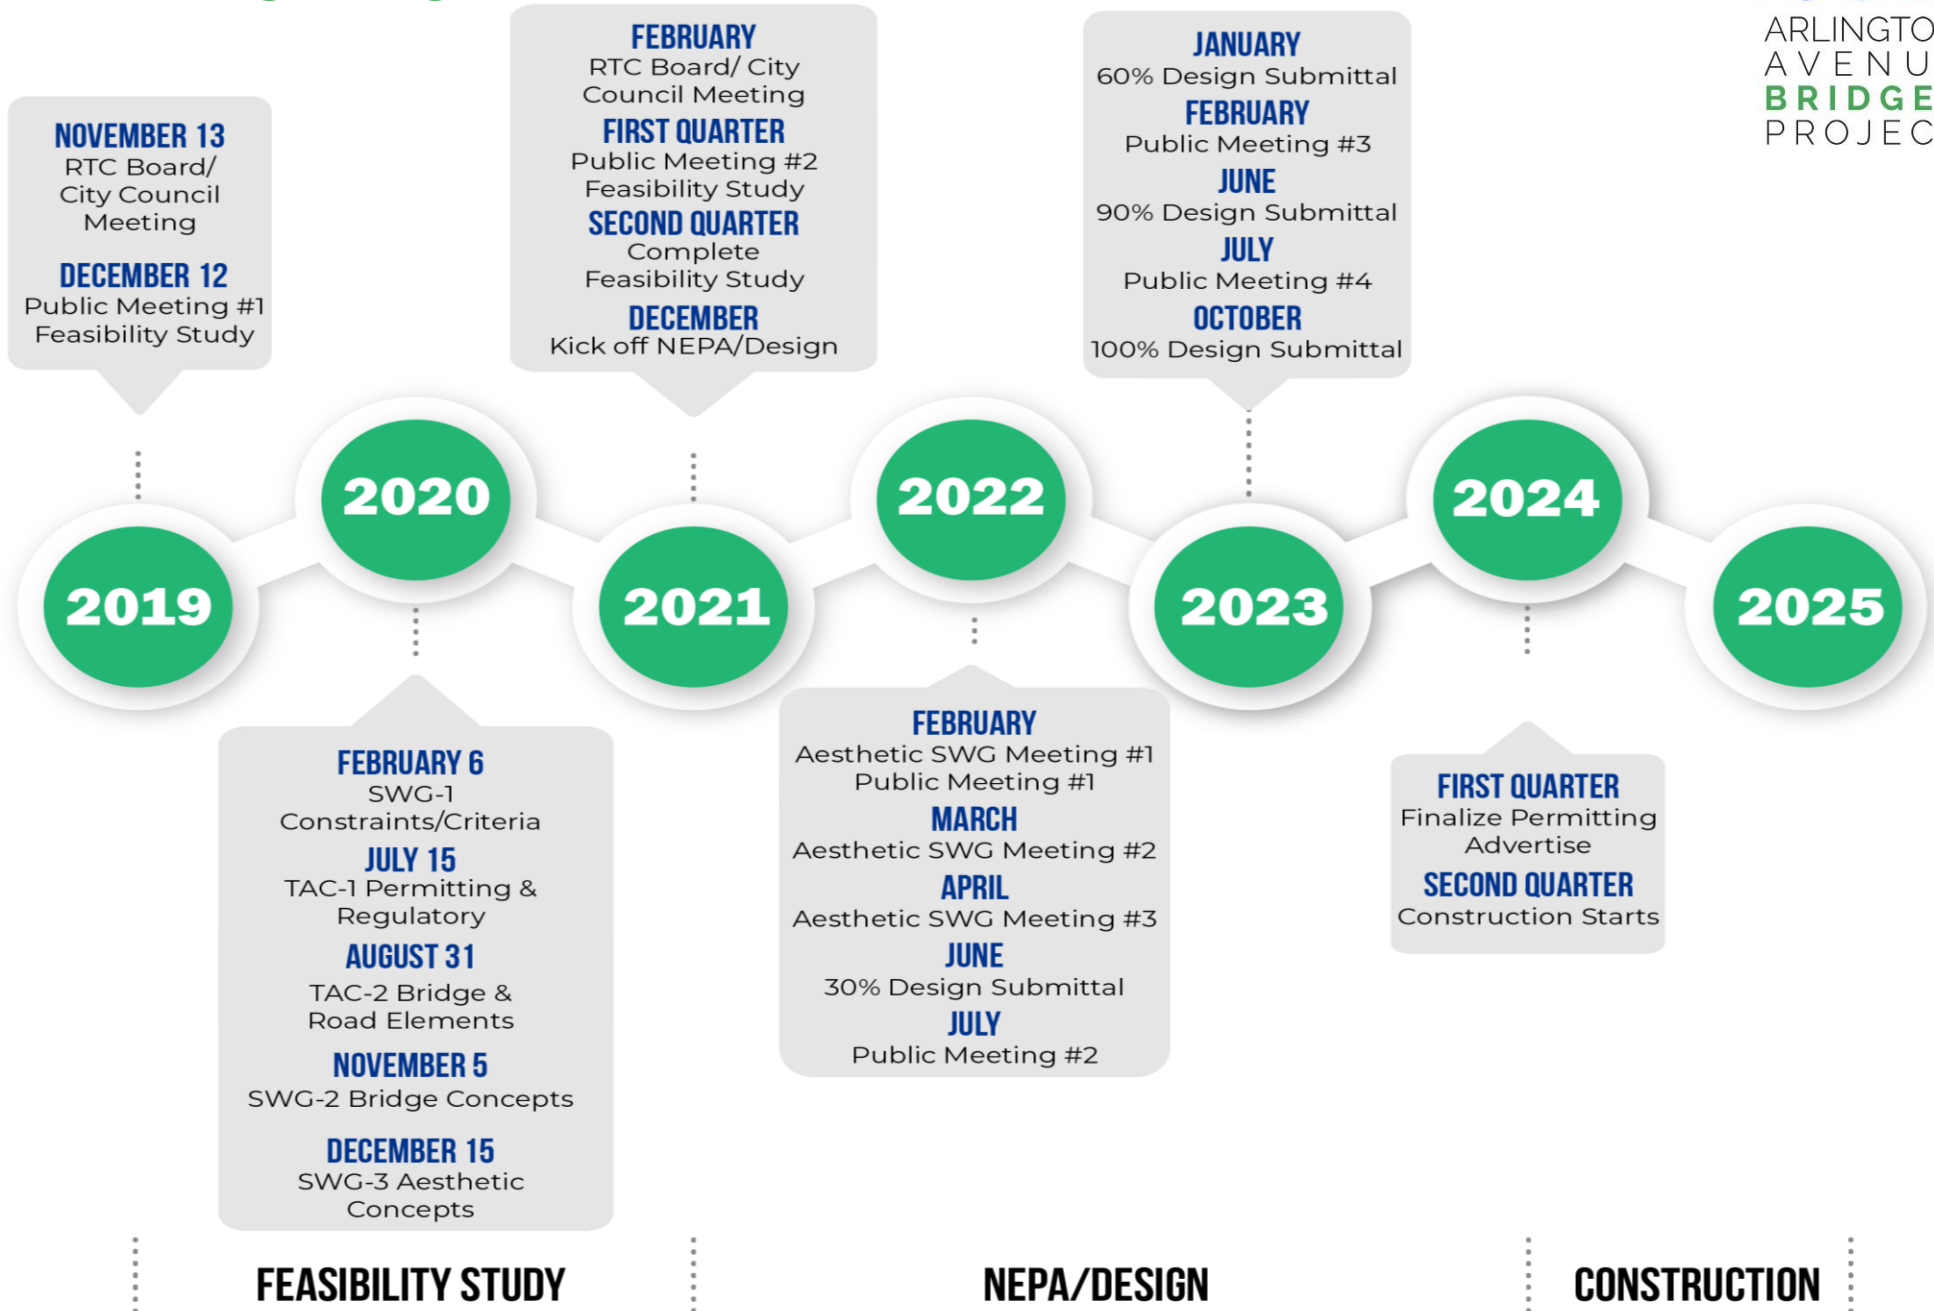 ARLINGTO
AVENU
BRIDGE
PROJEC
NOVEMBER 13
RTC Board/
City Council
Meeting
DECEMBER 12
Public Meeting #1
Feasibility Study
FEBRUARY
RTC Board/ City
Council Meeting
FIRST QUARTER
Public Meeting #2
Feasibility Study
SECOND QUARTER
Complete
Feasibility Study
DECEMBER
Kick off NEPA/Design
JANUARY
60% Design Submittal
FEBRUARY
Public Meeting #3
JUNE
90% Design Submittal
JULY
Public Meeting #4
OCTOBER
100% Design Submittal
2019
2020
2021
2022
2023
2024
2025
FEBRUARY 6
SWG-1
Constraints/Criteria
JULY 15
TAC-1 Permitting &
Regulatory
AUGUST 31
TAC-2 Bridge &
Road Elements
NOVEMBER 5
SWG-2 Bridge Concepts
DECEMBER 15
SWG-3 Aesthetic
Concepts
FEBRUARY
Aesthetic SWG Meeting #1
Public Meeting #1
MARCH
Aesthetic SWG Meeting #2
APRIL
Aesthetic SWG Meeting #3
JUNE
30% Design Submittal
JULY
Public Meeting #2
FIRST QUARTER
Finalize Permitting
Advertise
SECOND QUARTER
Construction Starts
FEASIBILITY STUDY
NEPA/DESIGN
CONSTRUCTION